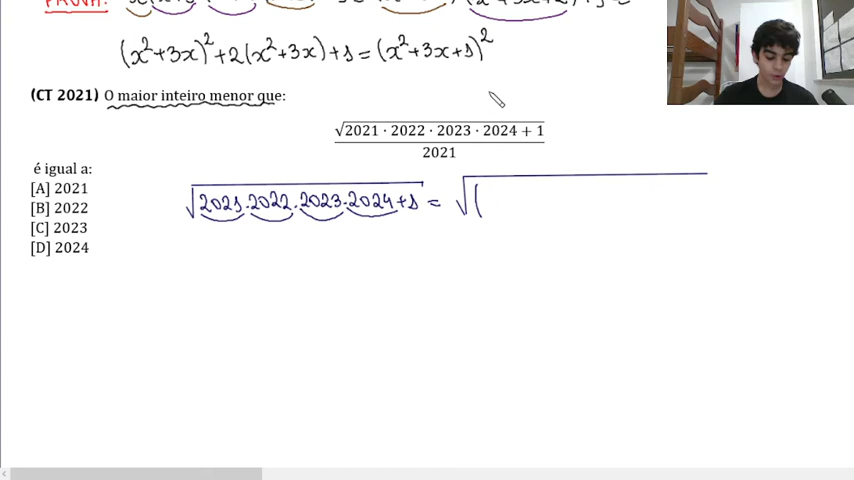 PROVA:
(x²+3x)²+2(x²+3x)+1=(x²+3x+1)²
(CT 2021) O maior inteiro menor que:
√2021 · 2022 · 2023 · 2024 + 1
2021
é igual a:
[A] 2021
[B] 2022
[C] 2023
[D] 2024
√2021·2022·2023·2024+1 = √(